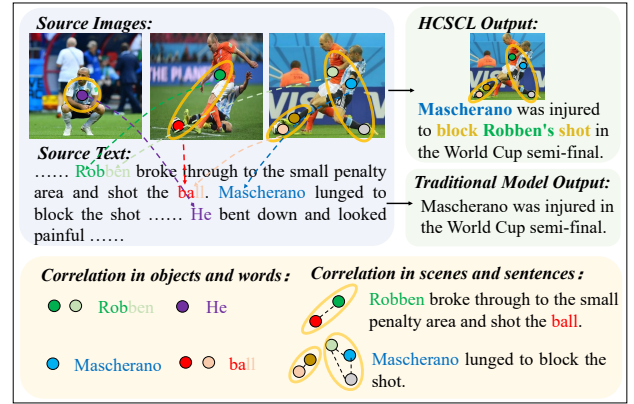 Source Images:
HCSCL Output:
THE PLANE
VISA
Mascherano was injured
to block Robben's shot in
the World Cup semi-final.
Source Text:
…… Robben broke through to the small penalty
area and shot the ball. Mascherano lunged to
block the shot …… He bent down and looked
painful ……
Traditional Model Output:
Mascherano was injured in
the World Cup semi-final.
Correlation in objects and words:
Robben
He
Mascherano
ball
Correlation in scenes and sentences:
Robben broke through to the small
penalty area and shot the ball.
Mascherano lunged to block the
shot.